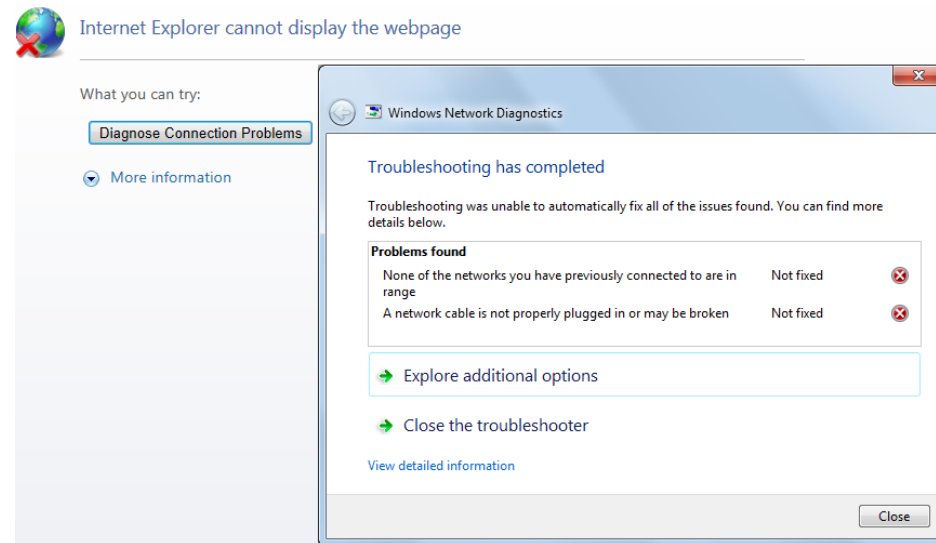 Internet Explorer cannot display the webpage
What you can try:
Diagnose Connection Problems
More information
Windows Network Diagnostics
Troubleshooting has completed
Troubleshooting was unable to automatically fix all of the issues found. You can find more
details below.
Problems found
None of the networks you have previously connected to are in Not fixed
range
A network cable is not properly plugged in or may be broken Not fixed
Explore additional options
Close the troubleshooter
View detailed information
Close